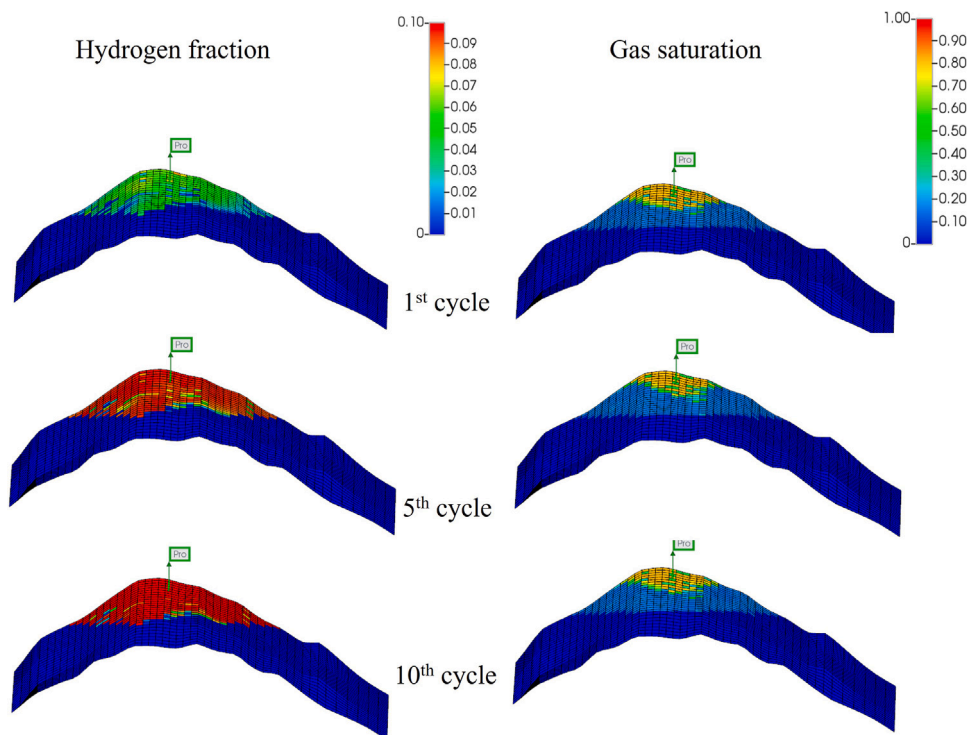 Hydrogen fraction
0.10
0.09
0.08
0.07
0.06
0.05
0.04
0.03
0.02
0.01
0
Gas saturation
1.00
0.90
0.80
0.70
0.60
0.50
0.40
0.30
0.20
0.10
0
Pro
Pro
1st cycle
Pro
Pro
5th cycle
Pro
Pro
10th cycle